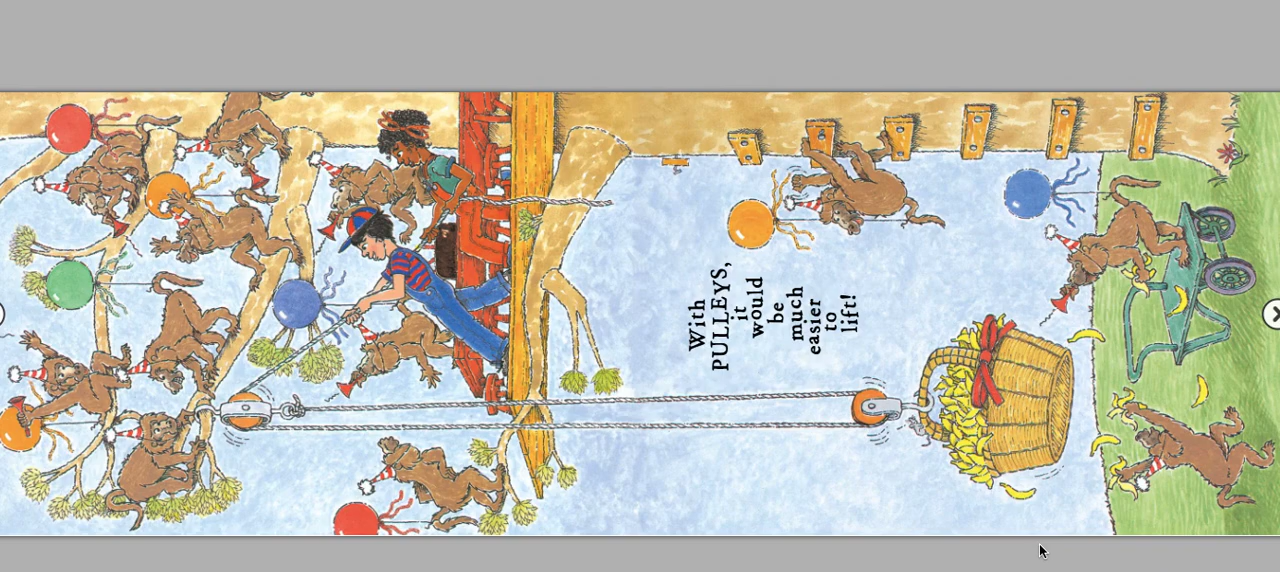 With
PULLEYS,
it
would
be
much
easier
to
lift!